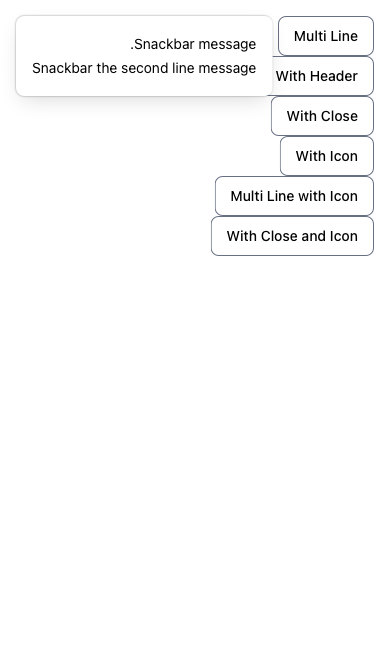 .Snackbar message
Snackbar the second line message
Multi Line
With Header
With Close
With Icon
Multi Line with Icon
With Close and Icon